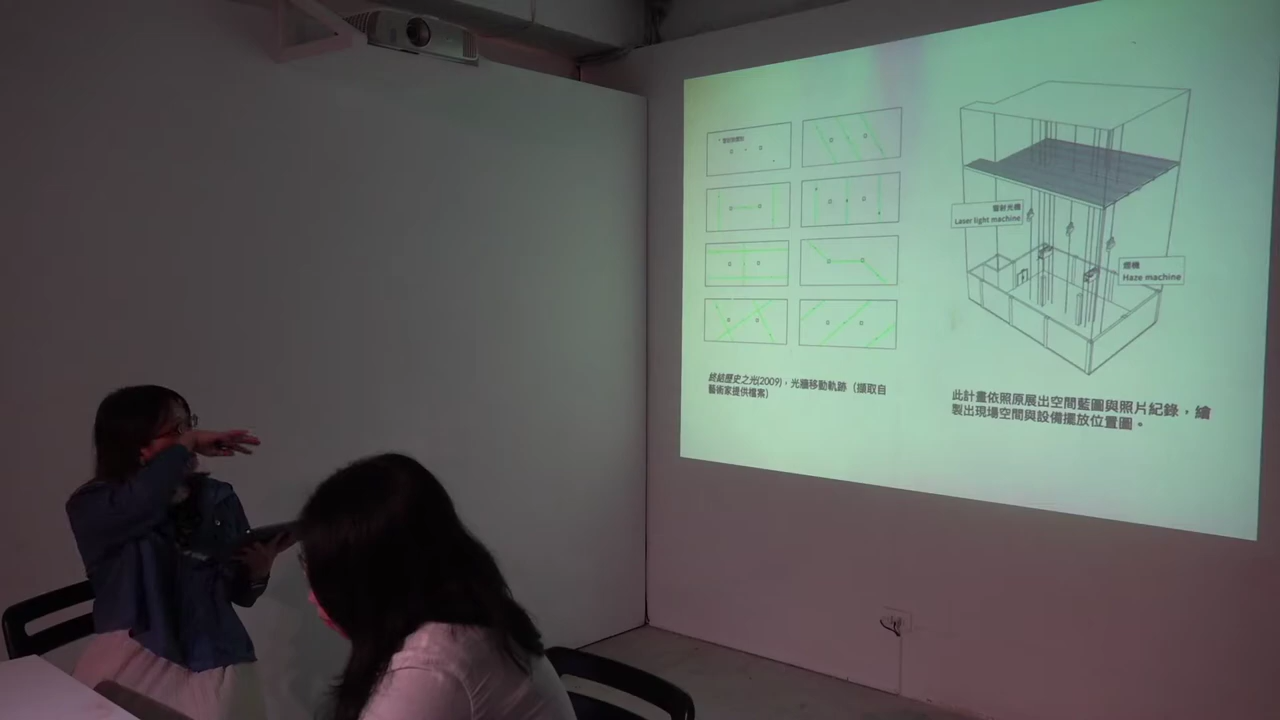 終結歷史之光(2009)，光牆移動軌跡（擷取自
藝術家提供檔案）
雷射光機
Laser light machine
煙機
Haze machine
此計畫依照原展出空間藍圖與照片紀錄，繪
製出現場空間與設備擺放位置圖。